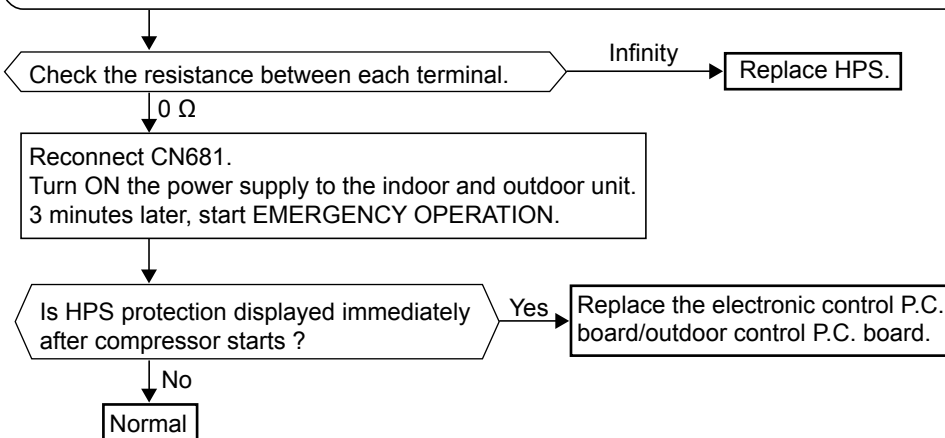 Check the resistance between each terminal.
Infinity
Replace HPS.
0 Ω
Reconnect CN681.
Turn ON the power supply to the indoor and outdoor unit.
3 minutes later, start EMERGENCY OPERATION.
Is HPS protection displayed immediately
after compressor starts ?
Yes
Replace the electronic control P.C.
board/outdoor control P.C. board.
No
Normal